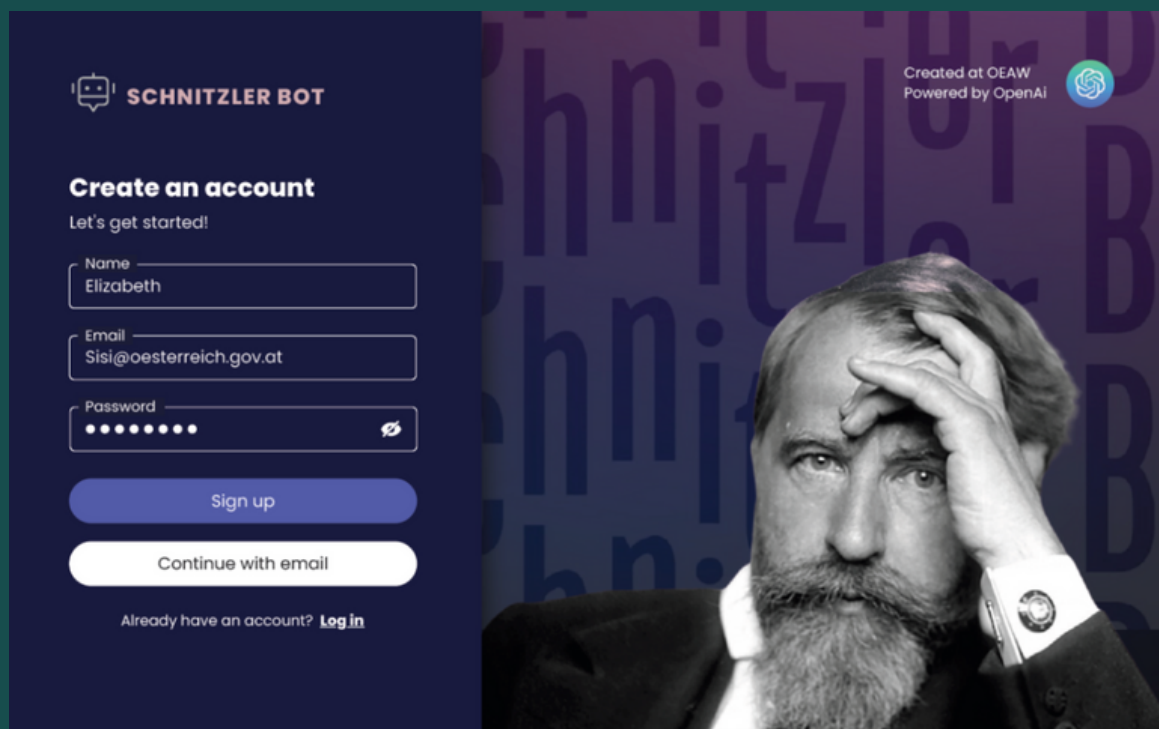 SCHNITZLER BOT
Create an account
Let's get started!
Name
Elizabeth
Email
Sisi@oesterreich.gov.at
Password
Sign up
Continue with email
Already have an account? Log in
Created at OEAW
Powered by OpenAi